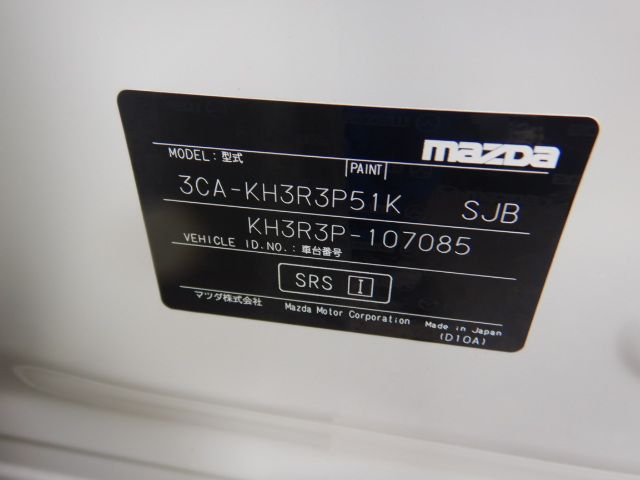 mazda
MODEL:型式 PAINT
3CA-KH3R3P51K SJB
KH3R3P-107085
VEHICLE ID.NO.:車台番号
SRS I
マツダ株式会社 Mazda Motor Corporation Made in Japan
(D10A)